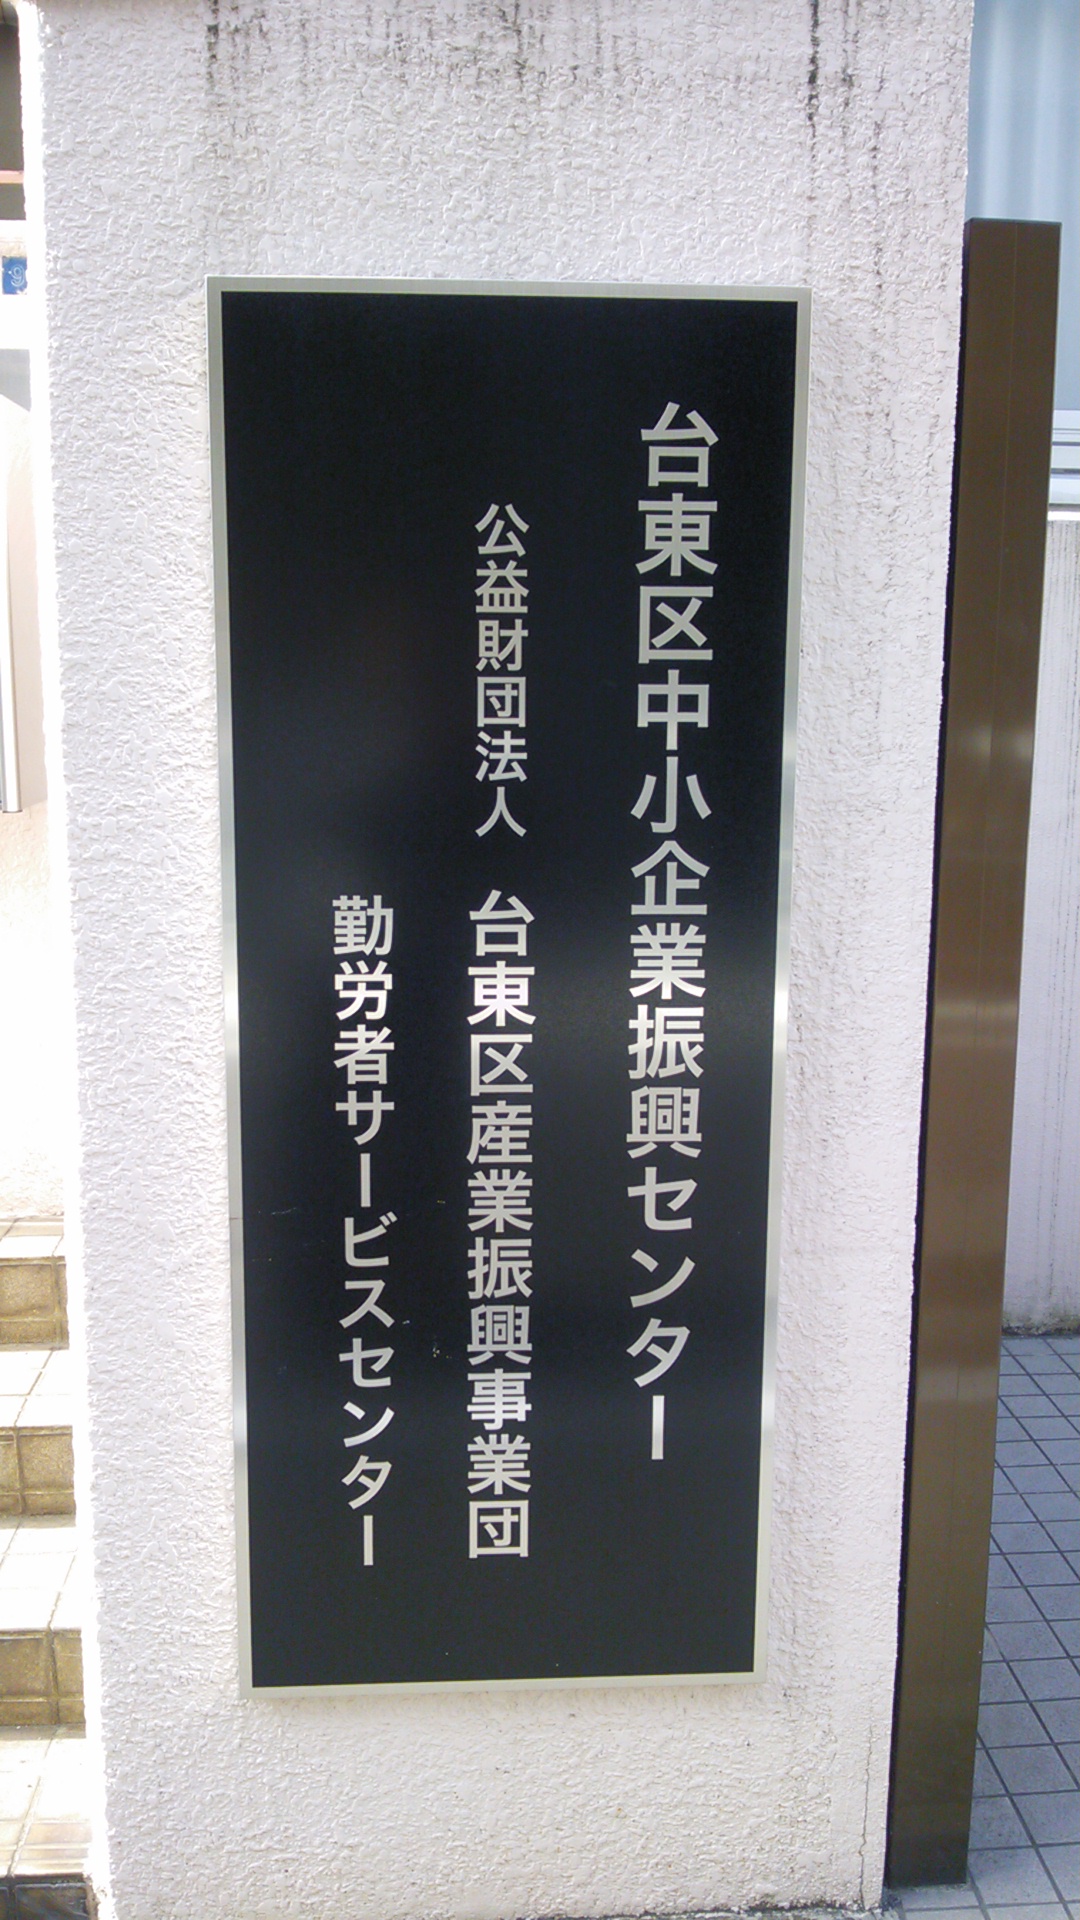 台東区中小企業振興センター
公益財団法人 台東区産業振興事業団
勤労者サービスセンター